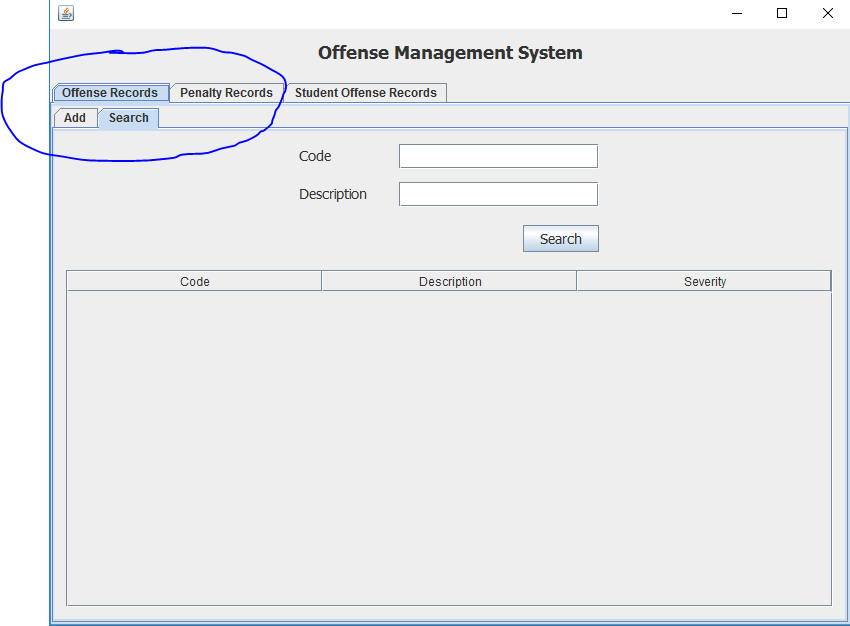 Offense Management System
Offense Records Penalty Records Student Offense Records
Add Search
Code
Description
Search
Code Description Severity